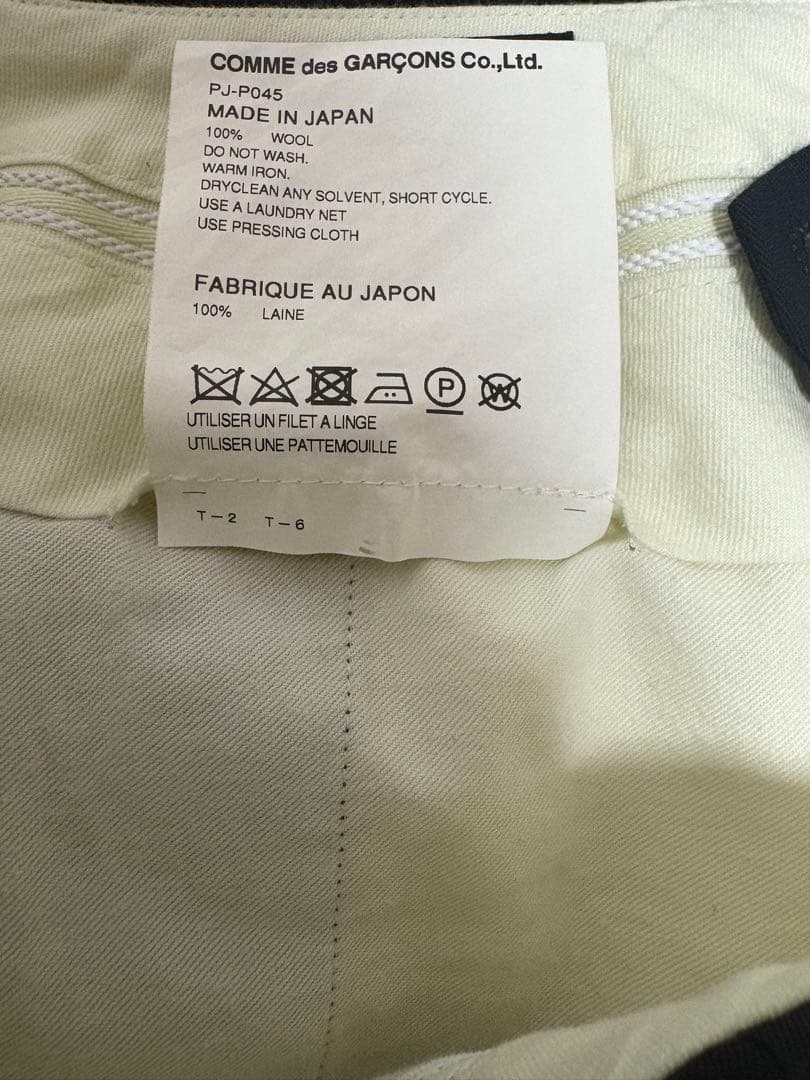 COMME des GARÇONS Co.,Ltd.
PJ-P045
MADE IN JAPAN
100% WOOL
DO NOT WASH.
WARM IRON.
DRYCLEAN ANY SOLVENT, SHORT CYCLE.
USE A LAUNDRY NET
USE PRESSING CLOTH
FABRIQUE AU JAPON
100% LAINE
P W
UTILISER UN FILET A LINGE
UTILISER UNE PATTEMOUILLE
T-2 T-6